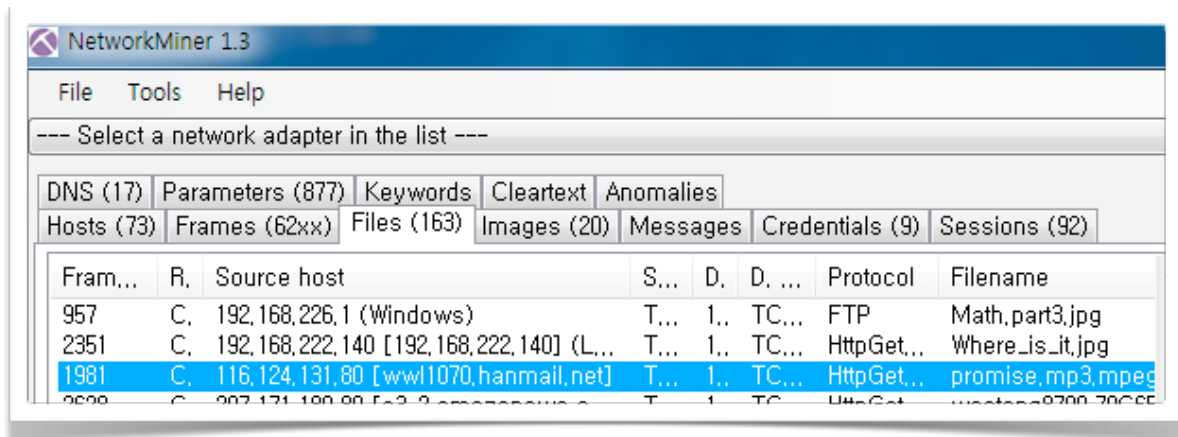 NetworkMiner 1.3
File Tools Help
--- Select a network adapter in the list ---
DNS (17) Parameters (877) Keywords Cleartext Anomalies
Hosts (73) Frames (62xx) Files (163) Images (20) Messages Credentials (9) Sessions (92)
Fram... R. Source host S... D. D. ... Protocol Filename
957 C. 192.168.226.1 (Windows) T... 1.. TC... FTP Math.part3.jpg
2351 C. 192.168.222.140 [192.168.222.140] (L... T... 1.. TC... HttpGet... Where_is_it.jpg
1981 C. 116.124.131.80 [wwl1070.hanmail.net] T... 1.. TC... HttpGet... promise.mp3.mpeg